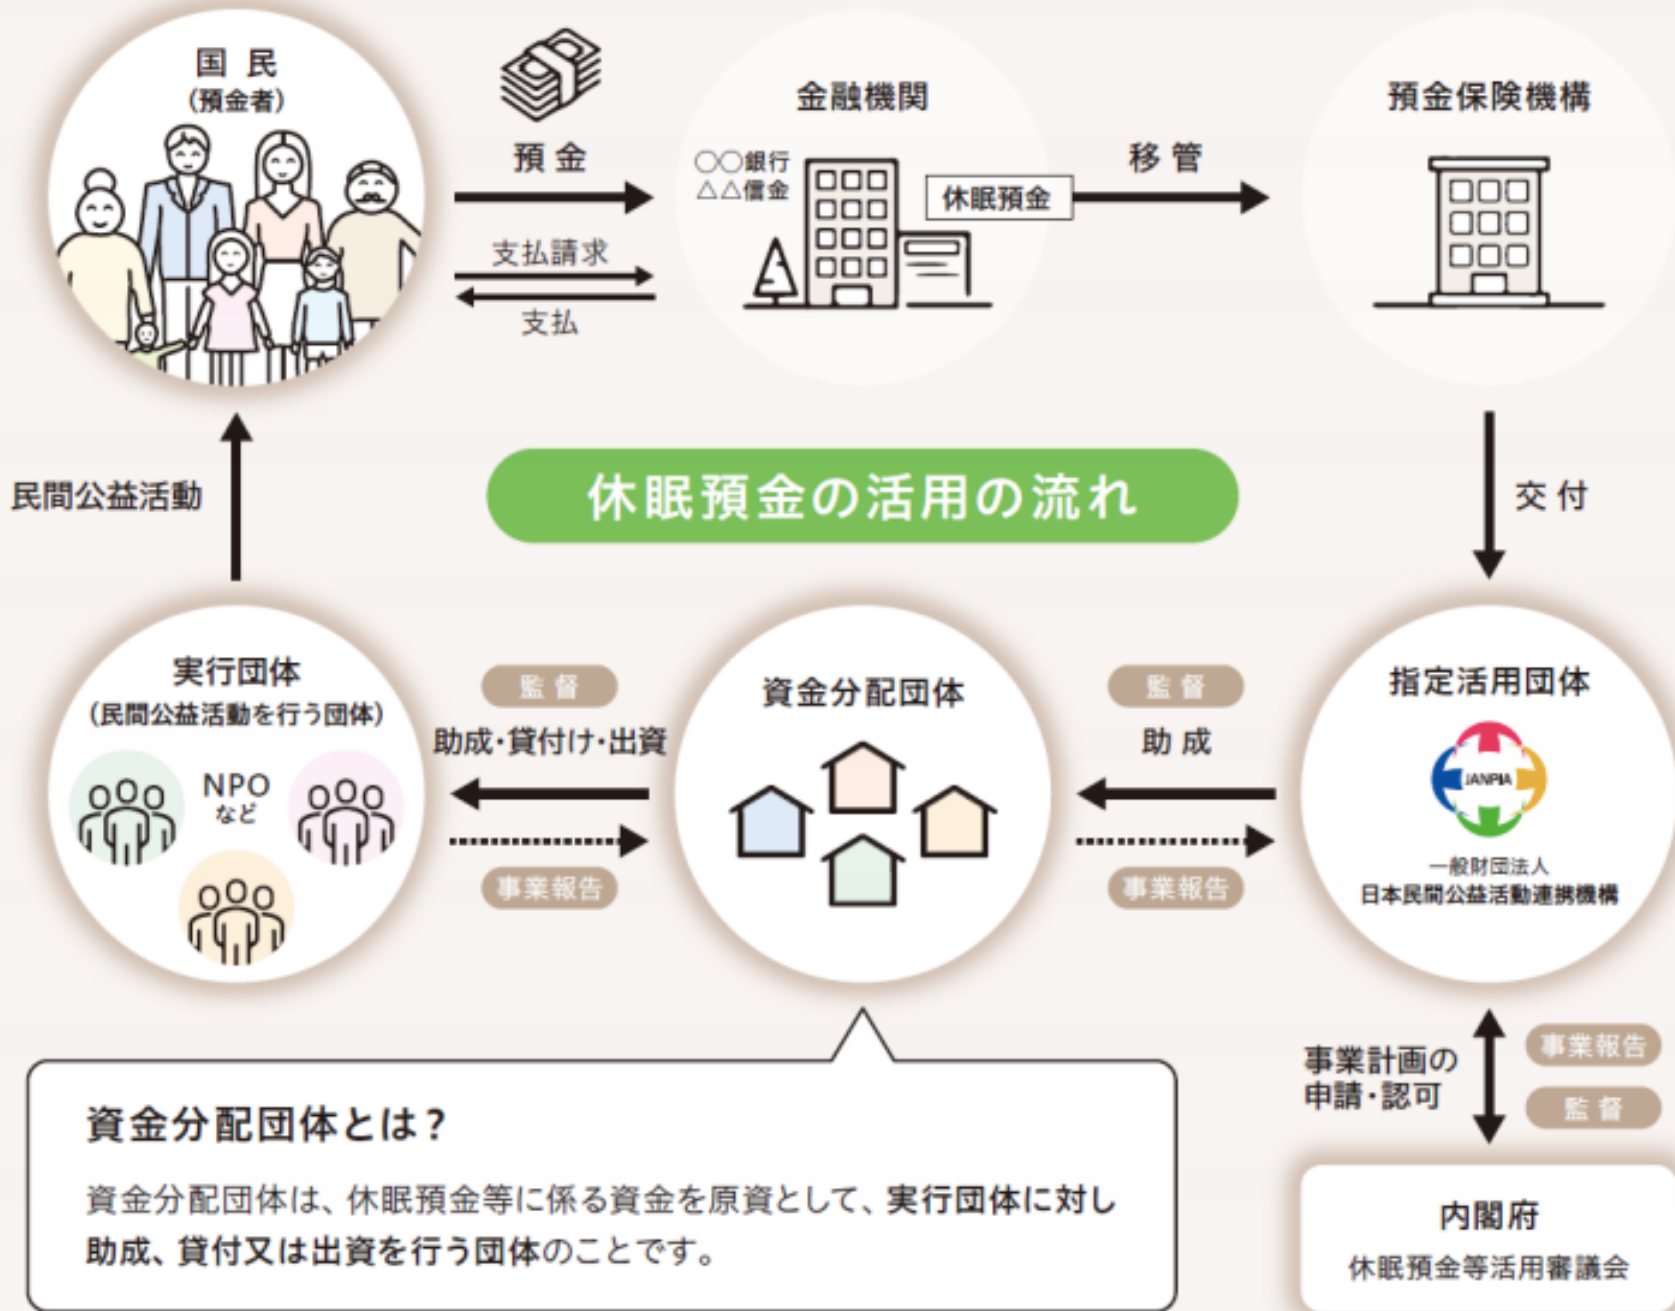 国 民
(預金者)
預 金
支払請求
支払
金融機関
〇〇銀行
△△信金
休眠預金
移 管
預金保険機構
民間公益活動
休眠預金の活用の流れ
交 付
実行団体
(民間公益活動を行う団体)
NPO
など
監 督
助成・貸付け・出資
事業報告
資金分配団体
監 督
助 成
事業報告
指定活用団体
JANPIA
一般財団法人
日本民間公益活動連携機構
事業計画の
申請・認可
事業報告
監 督
資金分配団体とは？
資金分配団体は、休眠預金等に係る資金を原資として、実行団体に対し
助成、貸付又は出資を行う団体のことです。
内閣府
休眠預金等活用審議会